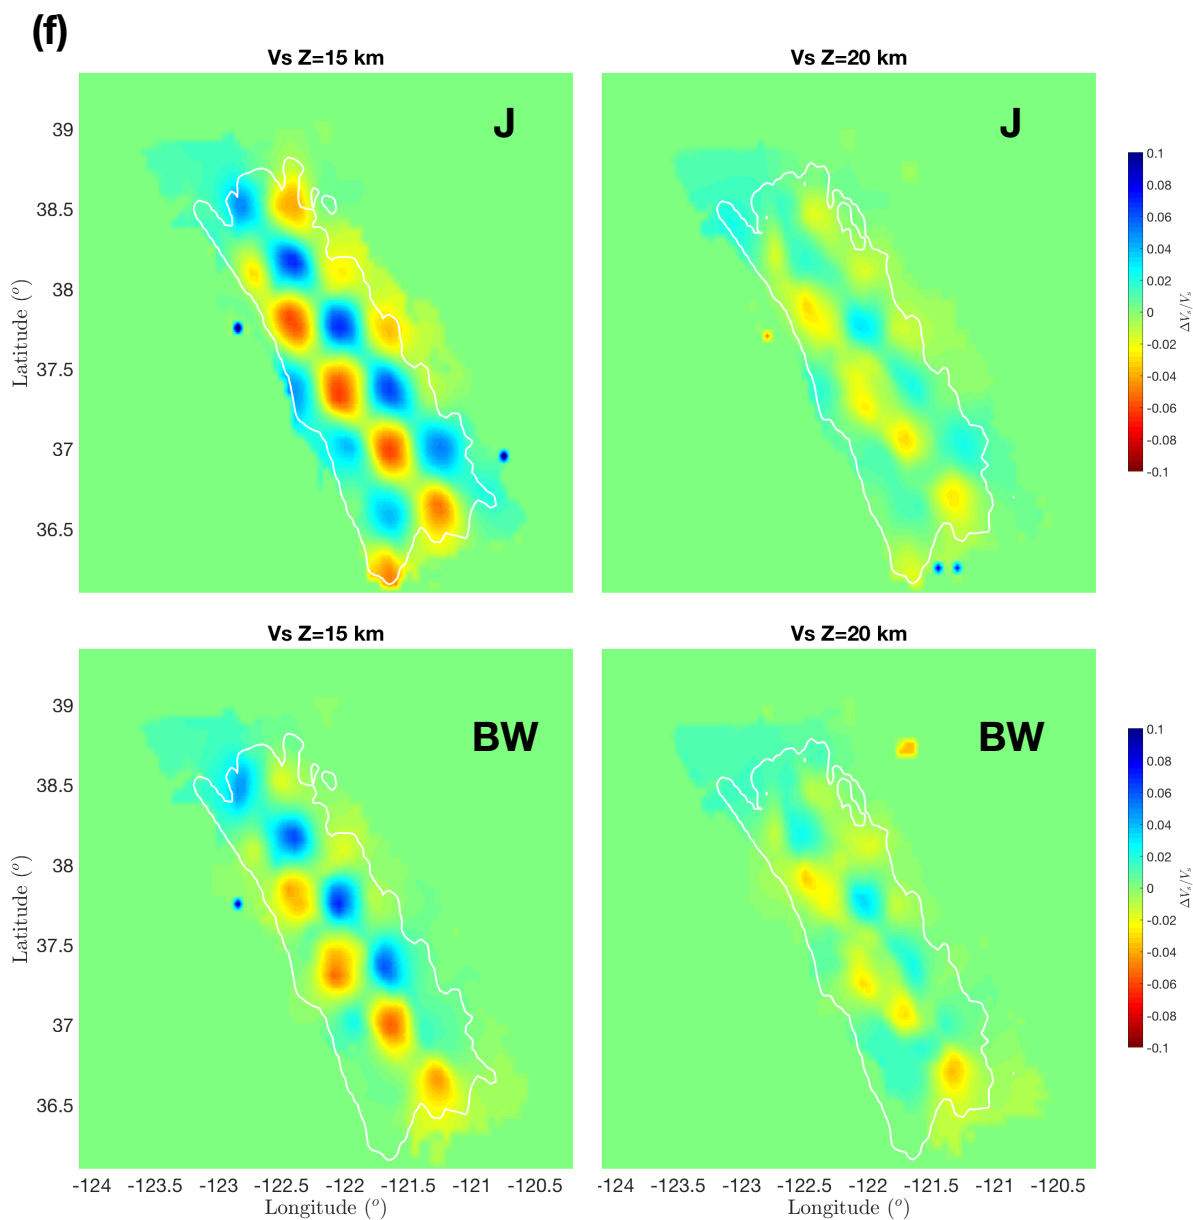 (f)
Vs Z=15 km
Vs Z=20 km
J
J
39
38.5
38
37.5
37
36.5
Latitude (°)
0.1
0.08
0.06
0.04
0.02
0
-0.02
-0.04
-0.06
-0.08
-0.1
ΔVs/Vs
Vs Z=15 km
Vs Z=20 km
BW
BW
39
38.5
38
37.5
37
36.5
Latitude (°)
0.1
0.08
0.06
0.04
0.02
0
-0.02
-0.04
-0.06
-0.08
-0.1
ΔVs/Vs
-124 -123.5 -123 -122.5 -122 -121.5 -121 -120.5
-124 -123.5 -123 -122.5 -122 -121.5 -121 -120.5
Longitude (°)
Longitude (°)